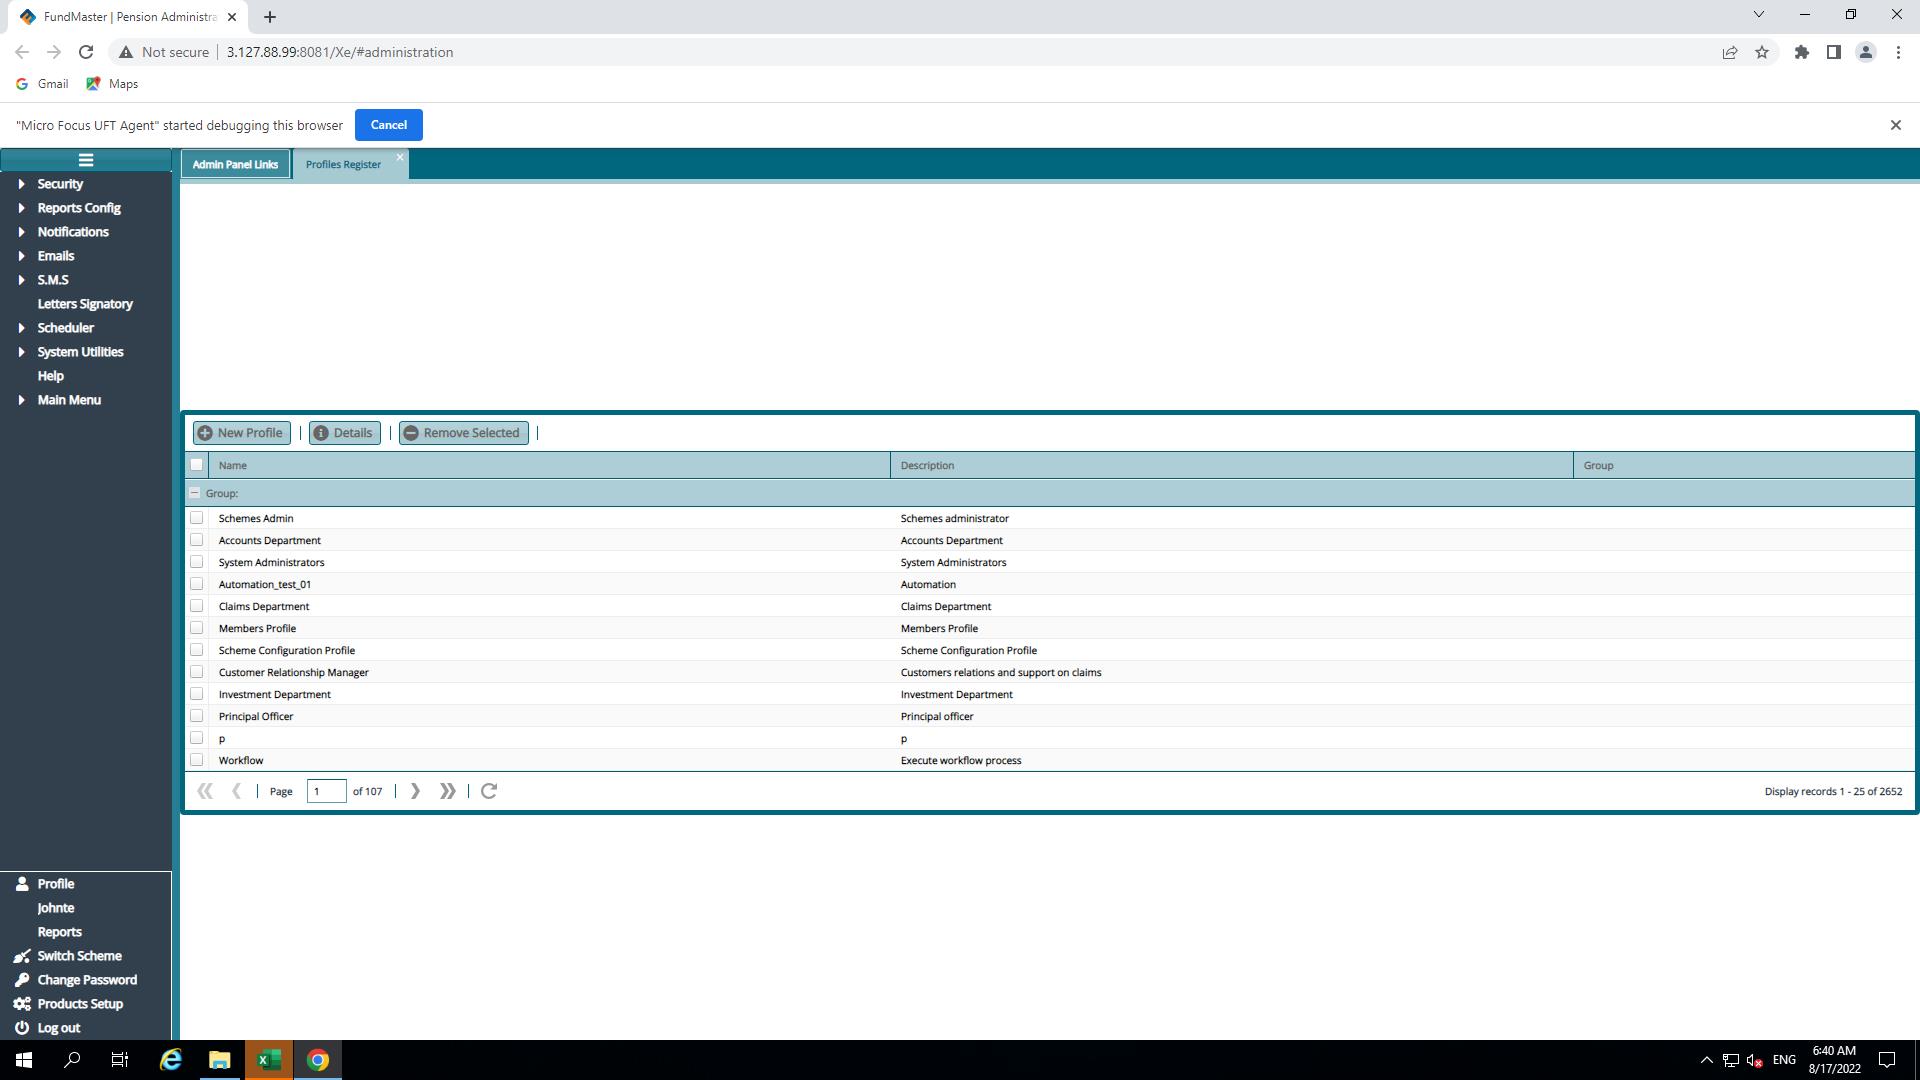 FundMaster | Pension Administra
Not secure
3.127.88.99:8081/Xe/#administration
Gmail
Maps
"Micro Focus UFT Agent" started debugging this browser
Cancel
Admin Panel Links
Profiles Register
Security
Reports Config
Notifications
Emails
S.M.S
Letters Signatory
Scheduler
System Utilities
Help
Main Menu
New Profile
Details
Remove Selected
Name Description Group
Group:
Schemes Admin Schemes administrator
Accounts Department Accounts Department
System Administrators System Administrators
Automation_test_01 Automation
Claims Department Claims Department
Members Profile Members Profile
Scheme Configuration Profile Scheme Configuration Profile
Customer Relationship Manager Customers relations and support on claims
Investment Department Investment Department
Principal Officer Principal officer
p p
Workflow Execute workflow process
Page 1 of 107
Display records 1 - 25 of 2652
Profile
Johnte
Reports
Switch Scheme
Change Password
Products Setup
Log out
ENG
6:40 AM
8/17/2022